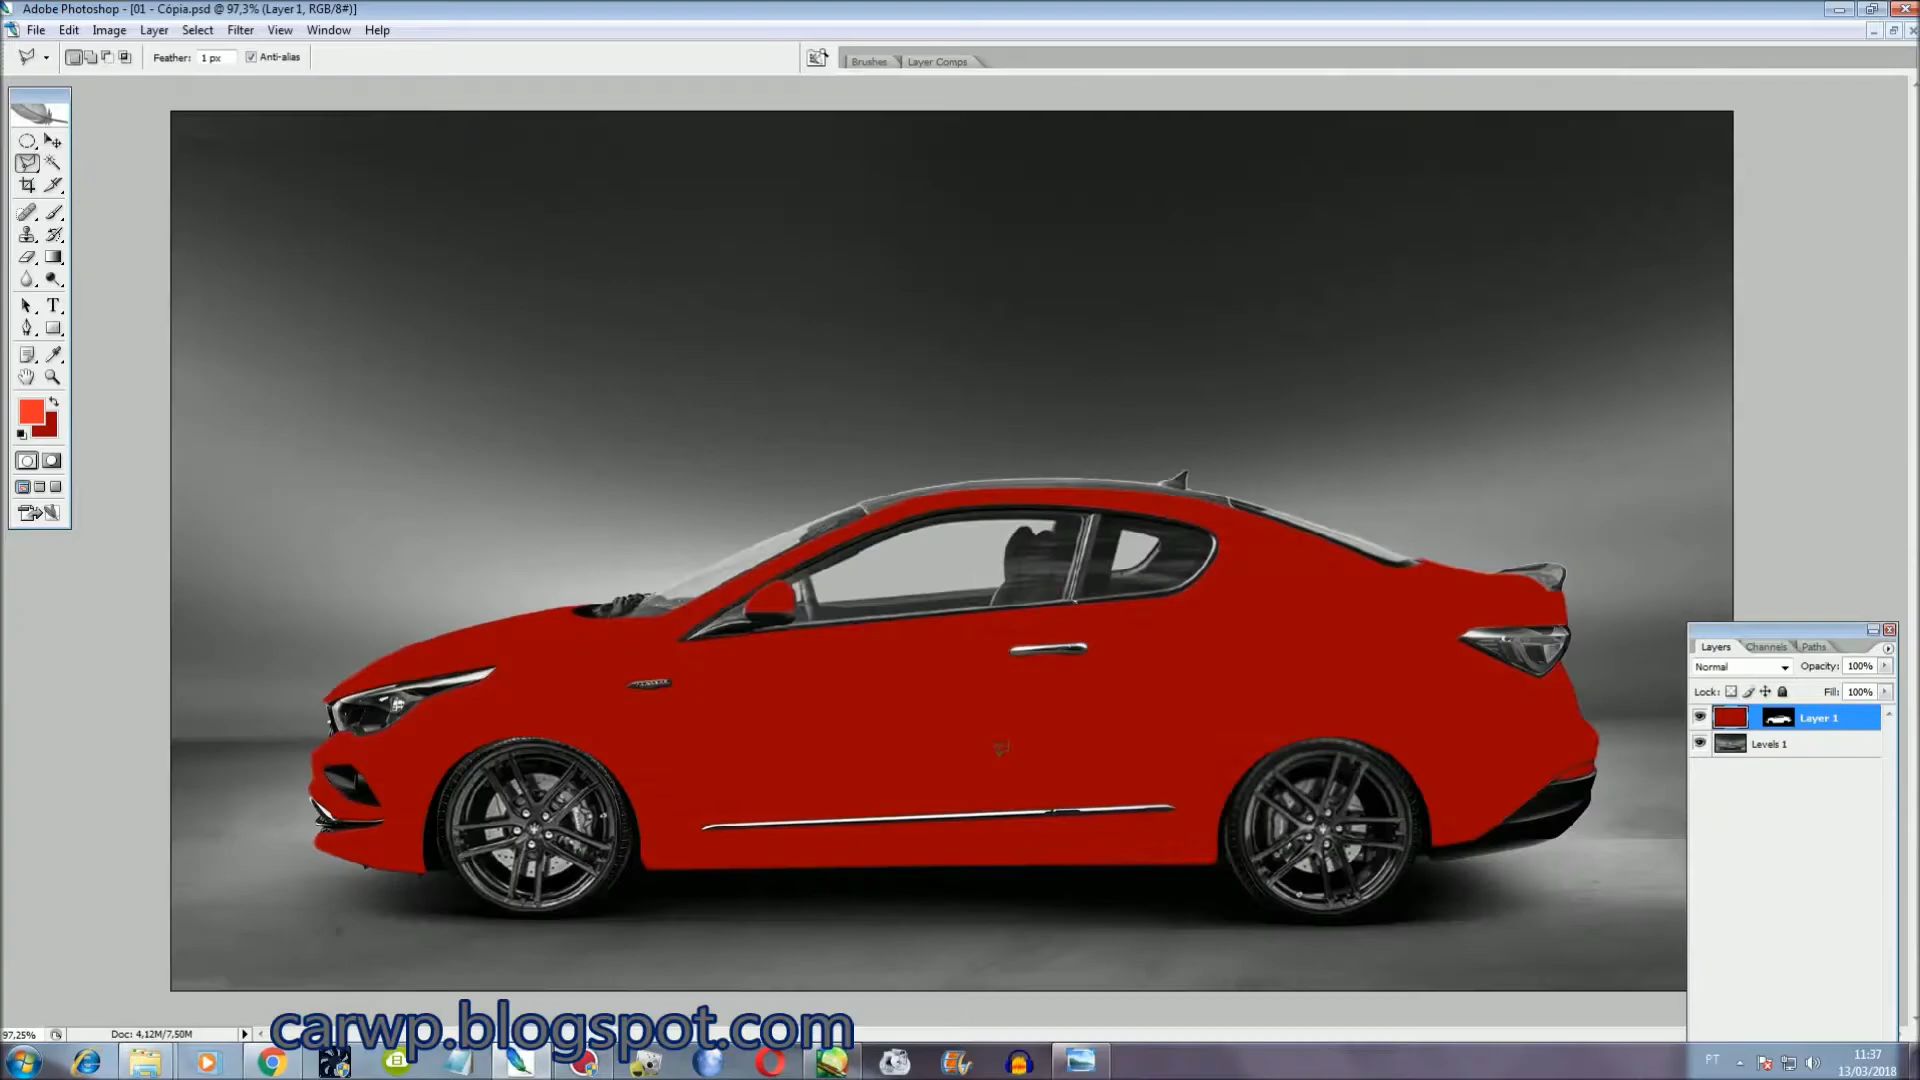 Adobe Photoshop - [01 - Cópia.psd @ 97,3% (Layer 1, RGB/8#)]
File Edit Image Layer Select Filter View Window Help
Feather: 1 px Anti-alias
Brushes Layer Comps
T
Layers Channels Paths
Normal Opacity: 100%
Lock: Fill: 100%
Layer 1
Levels 1
97,25% Doc: 4,12M/7,50M
carwp.blogspot.com
PT 11:37
13/03/2018